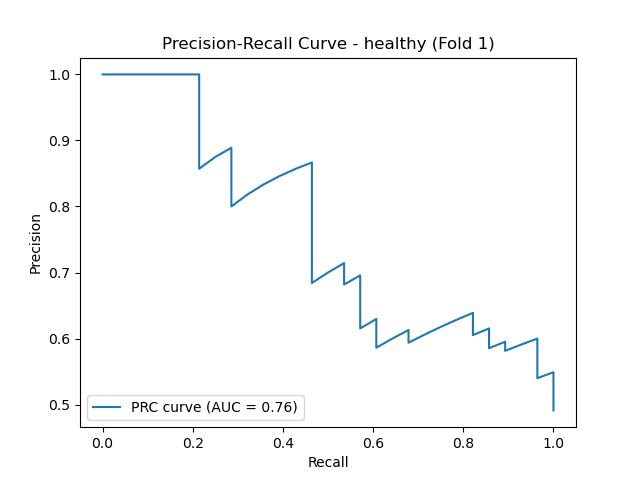 Precision-Recall Curve - healthy (Fold 1)
1.0
0.9
0.8
0.7
0.6
0.5
Precision
PRC curve (AUC = 0.76)
0.0 0.2 0.4 0.6 0.8 1.0
Recall